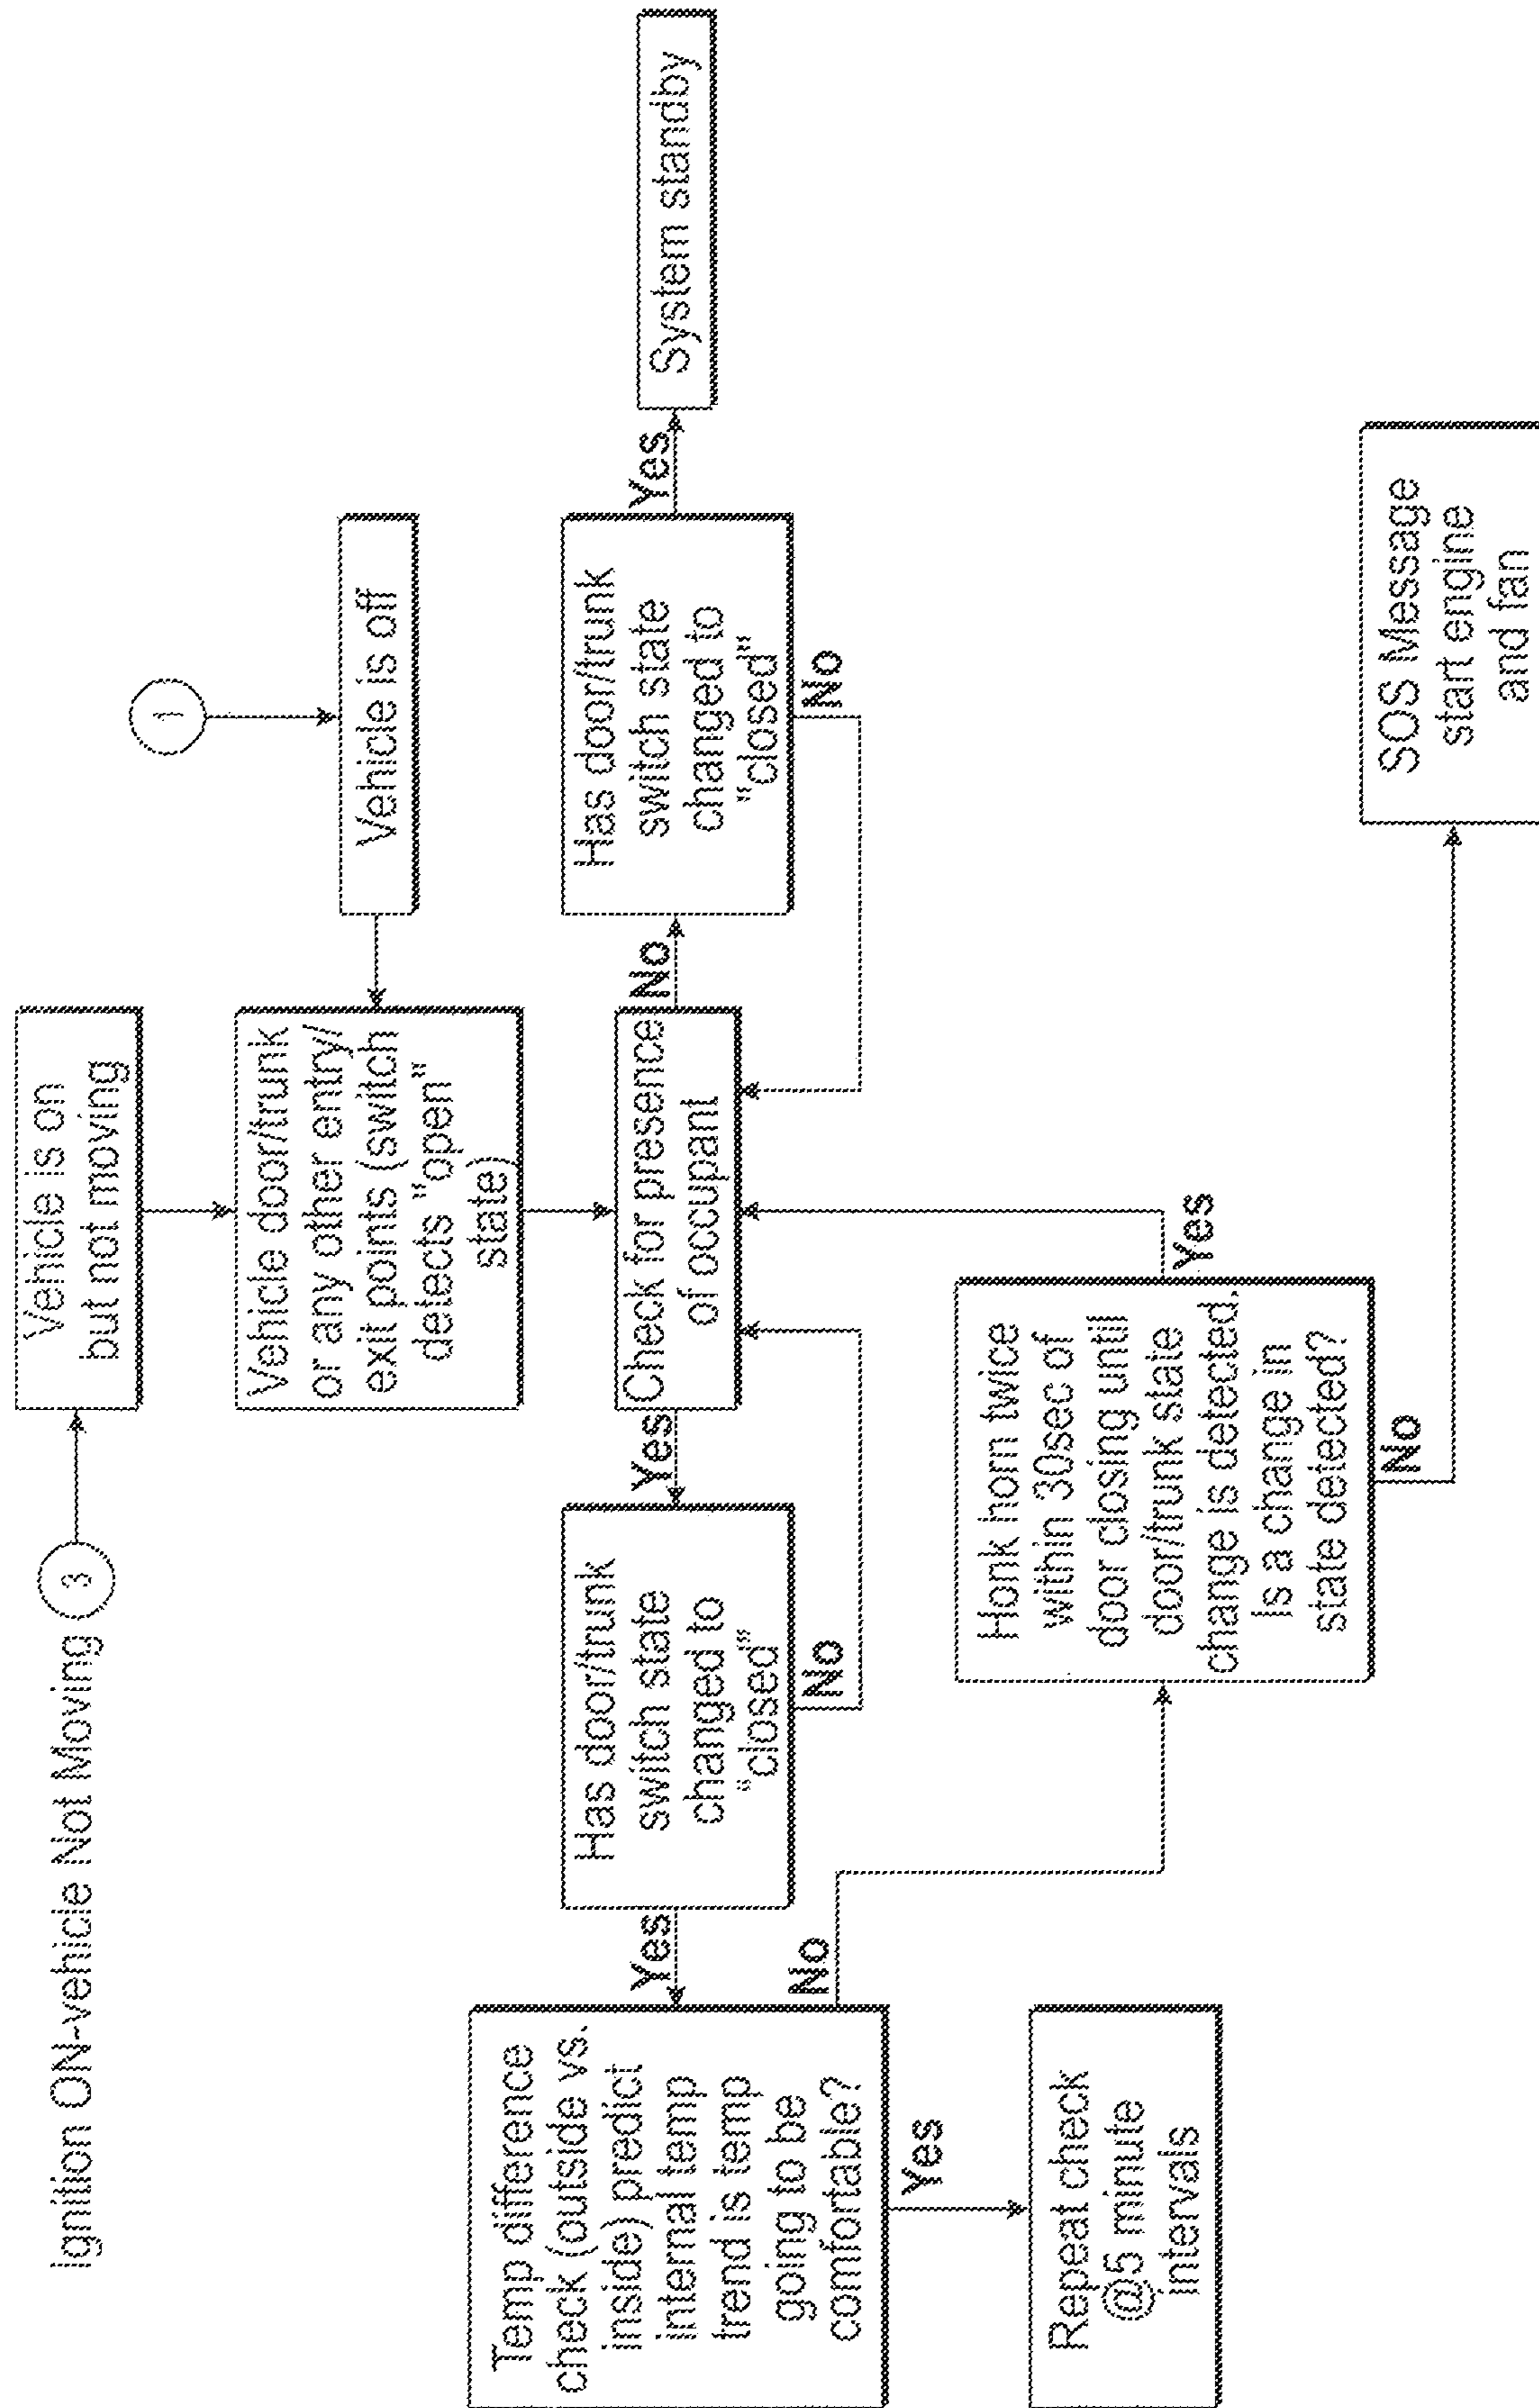 Ignition ON-vehicle Not Moving
3
Vehicle is on
but not moving
1
Vehicle is off
Vehicle door/trunk
or any other entry/
exit points (switch
detects "open"
state)
Temp difference
check (outside vs.
inside) predict
internal temp
trend is temp
going to be
comfortable?
Yes
Has door/trunk
switch state
changed to
"closed"
Yes
Check for presence
of occupant
No
Has door/trunk
switch state
changed to
"closed"
Yes
System standby
No
No
No
Yes
Repeat check
@5 minute
intervals
Honk horn twice
within 30sec of
door closing until
door/trunk state
change is detected,
is a change in
state detected?
Yes
No
SOS Message
start engine
and fan